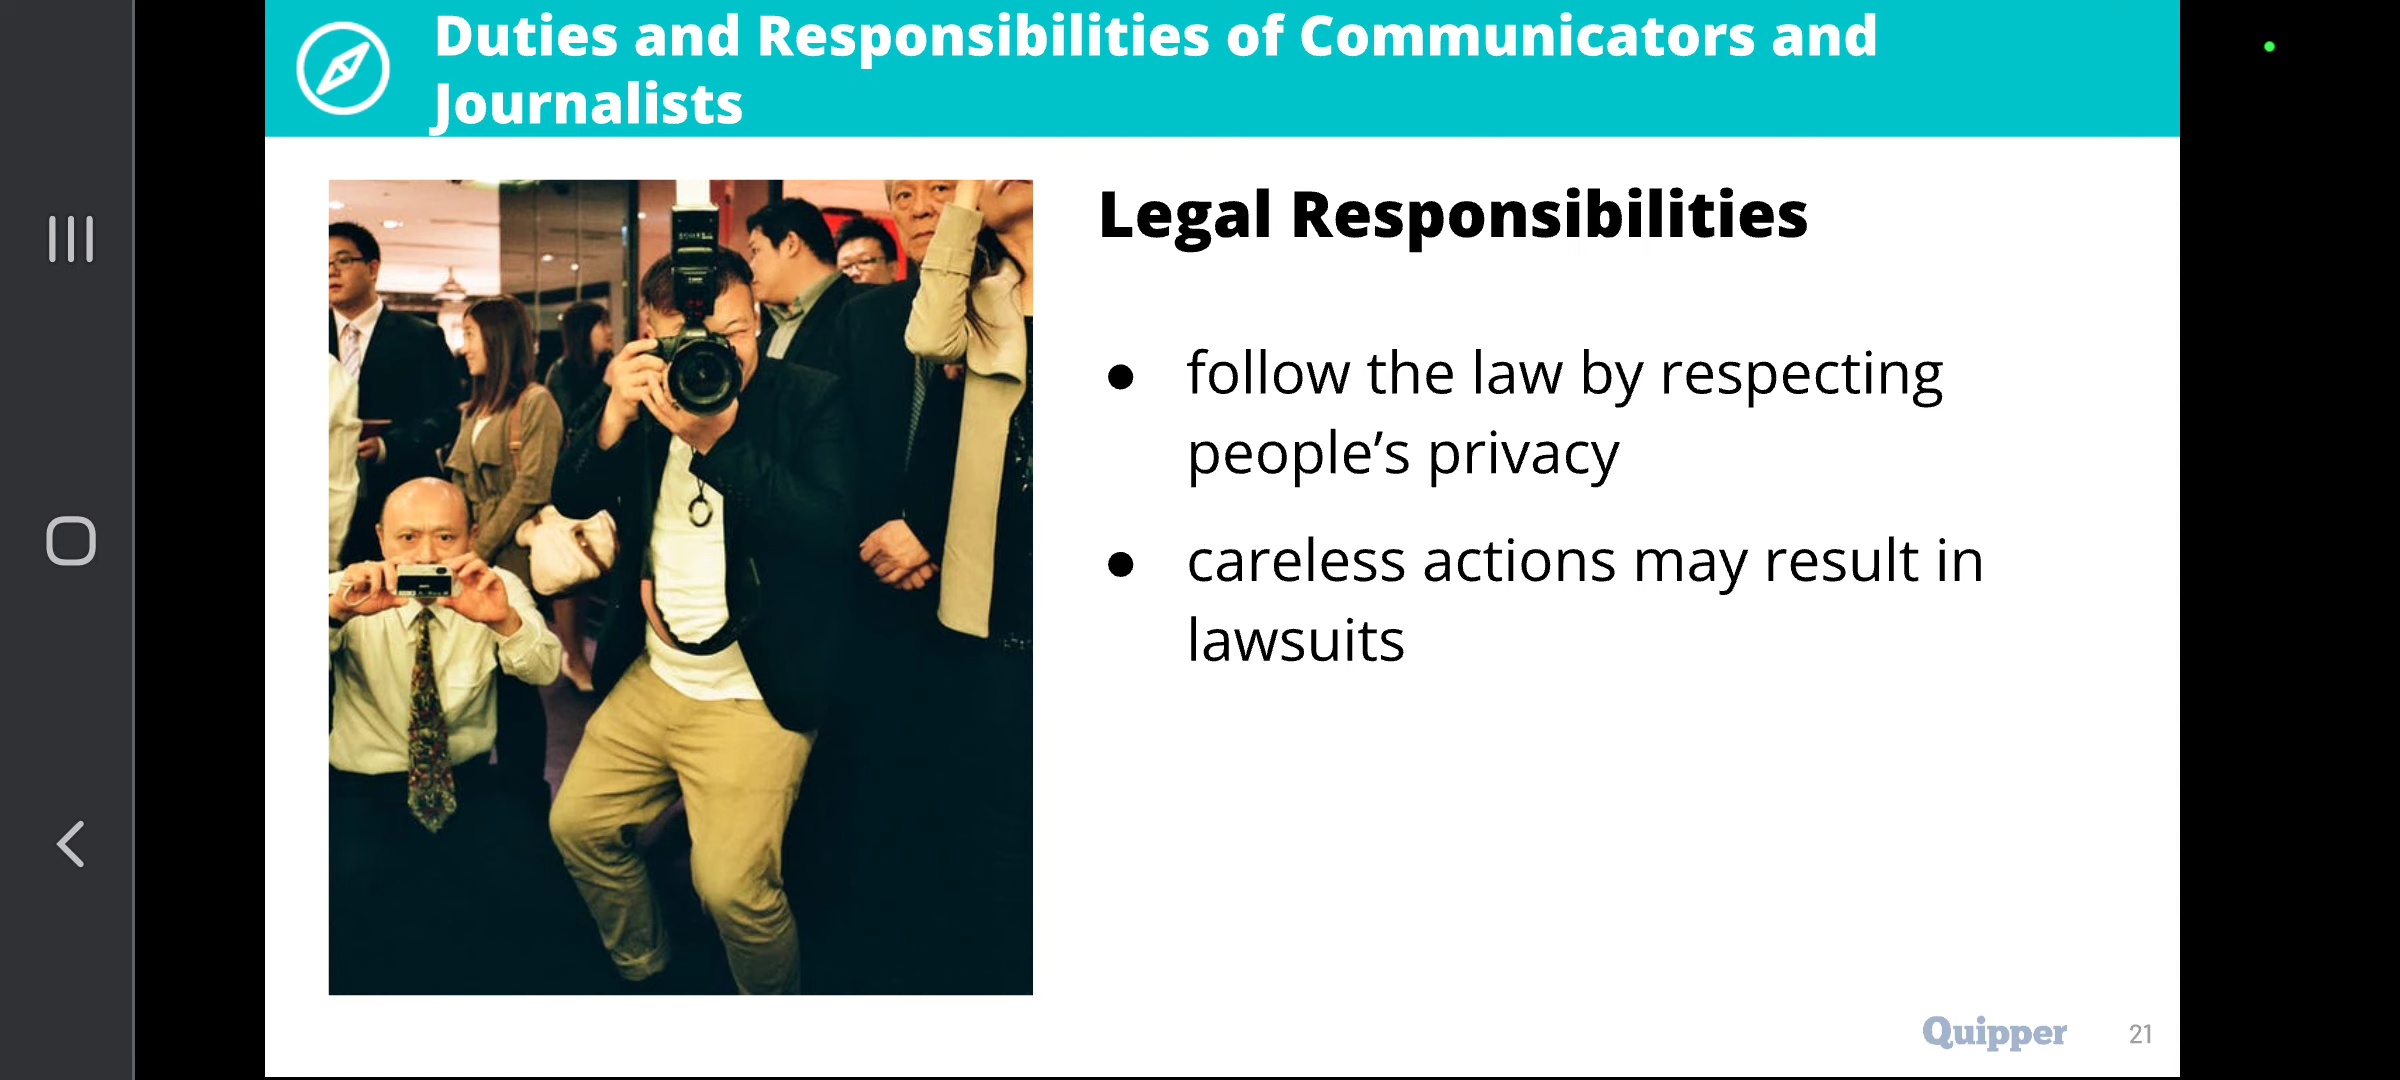 Duties and Responsibilities of Communicators and
Journalists
Legal Responsibilities
● follow the law by respecting
people’s privacy
● careless actions may result in
lawsuits
Quipper
21